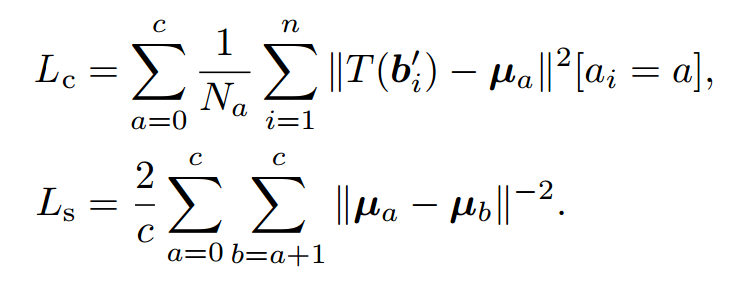 L_c = \sum_{a=0}^{c} \frac{1}{N_a} \sum_{i=1}^{n} \|T(\boldsymbol{b}'_i) - \boldsymbol{\mu}_a\|^2 [a_i = a],
L_s = \frac{2}{c} \sum_{a=0}^{c} \sum_{b=a+1}^{c} \|\boldsymbol{\mu}_a - \boldsymbol{\mu}_b\|^{-2}.